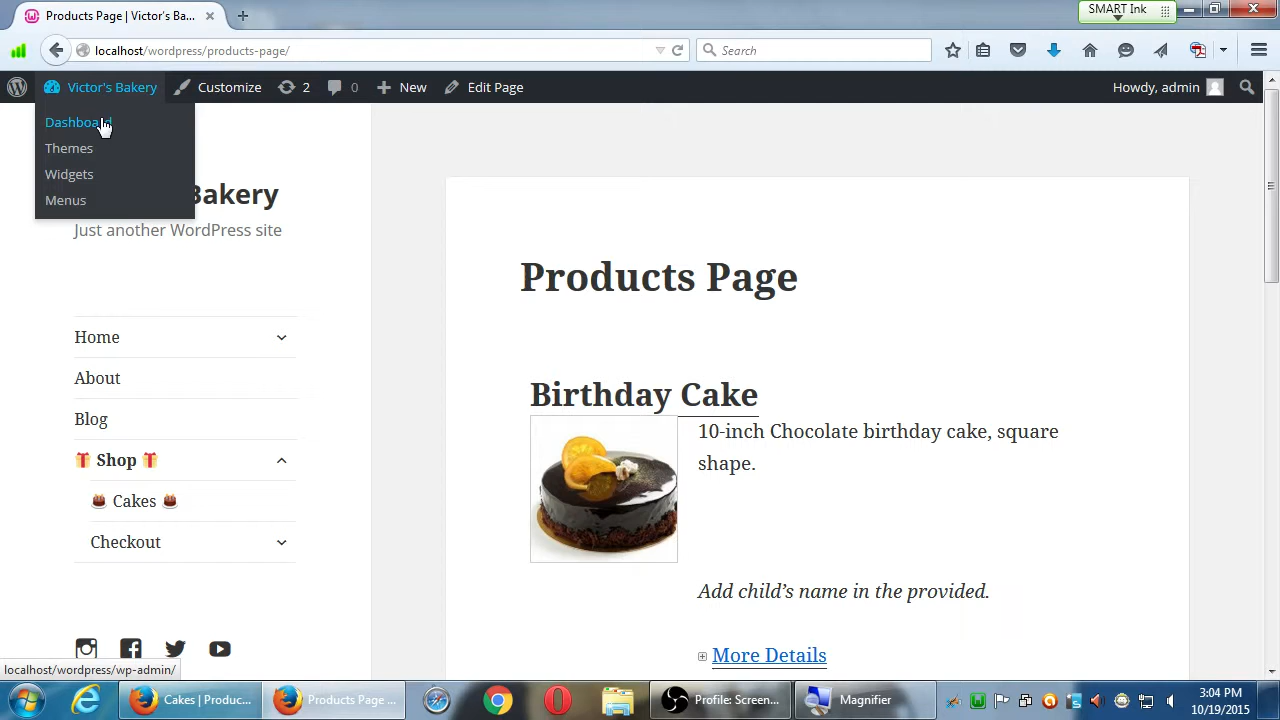 Products Page | Victor's Ba...
SMART Ink
localhost/wordpress/products-page/
Search
Victor's Bakery
Customize
2
0
New
Edit Page
Howdy, admin
Dashboard
Themes
Widgets
Menus
Bakery
Just another WordPress site
Home
About
Blog
Shop
Cakes
Checkout
Products Page
Birthday Cake
10-inch Chocolate birthday cake, square
shape.
Add child’s name in the provided.
More Details
localhost/wordpress/wp-admin/
Cakes | Produc...
Products Page ...
Profile: Screen...
Magnifier
3:04 PM
10/19/2015